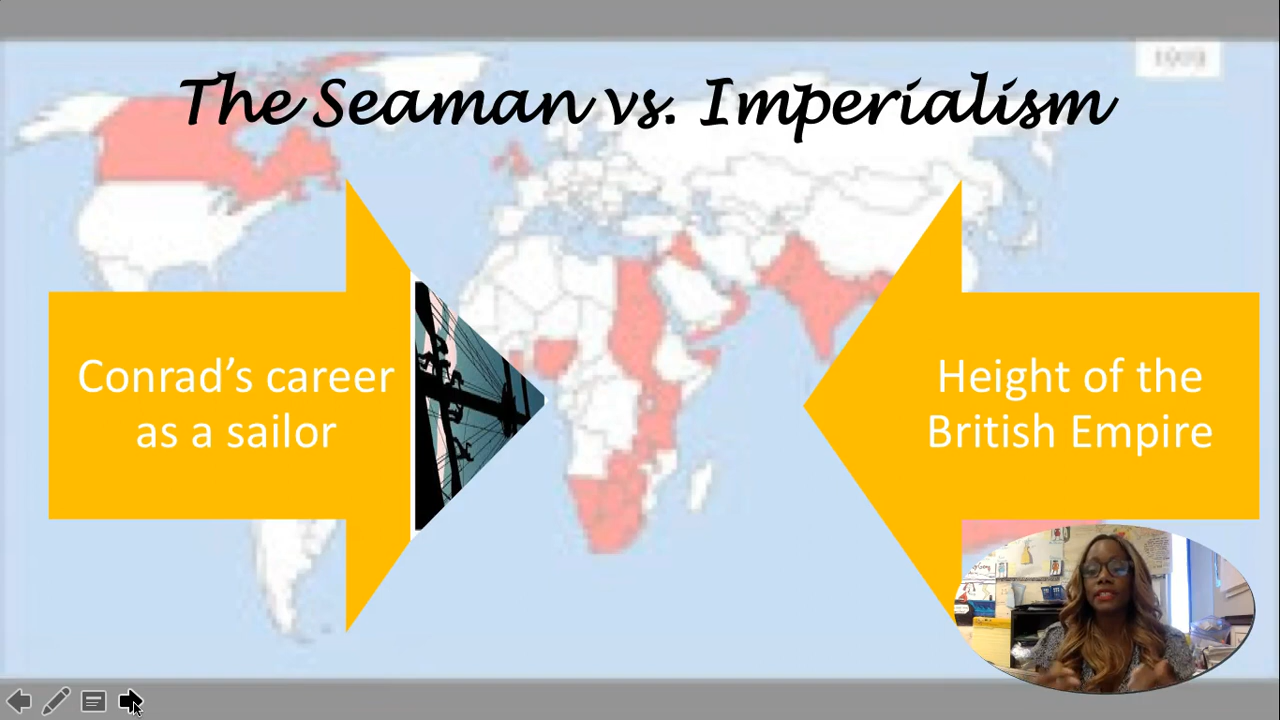 The Seaman vs. Imperialism
Conrad’s career
as a sailor
Height of the
British Empire